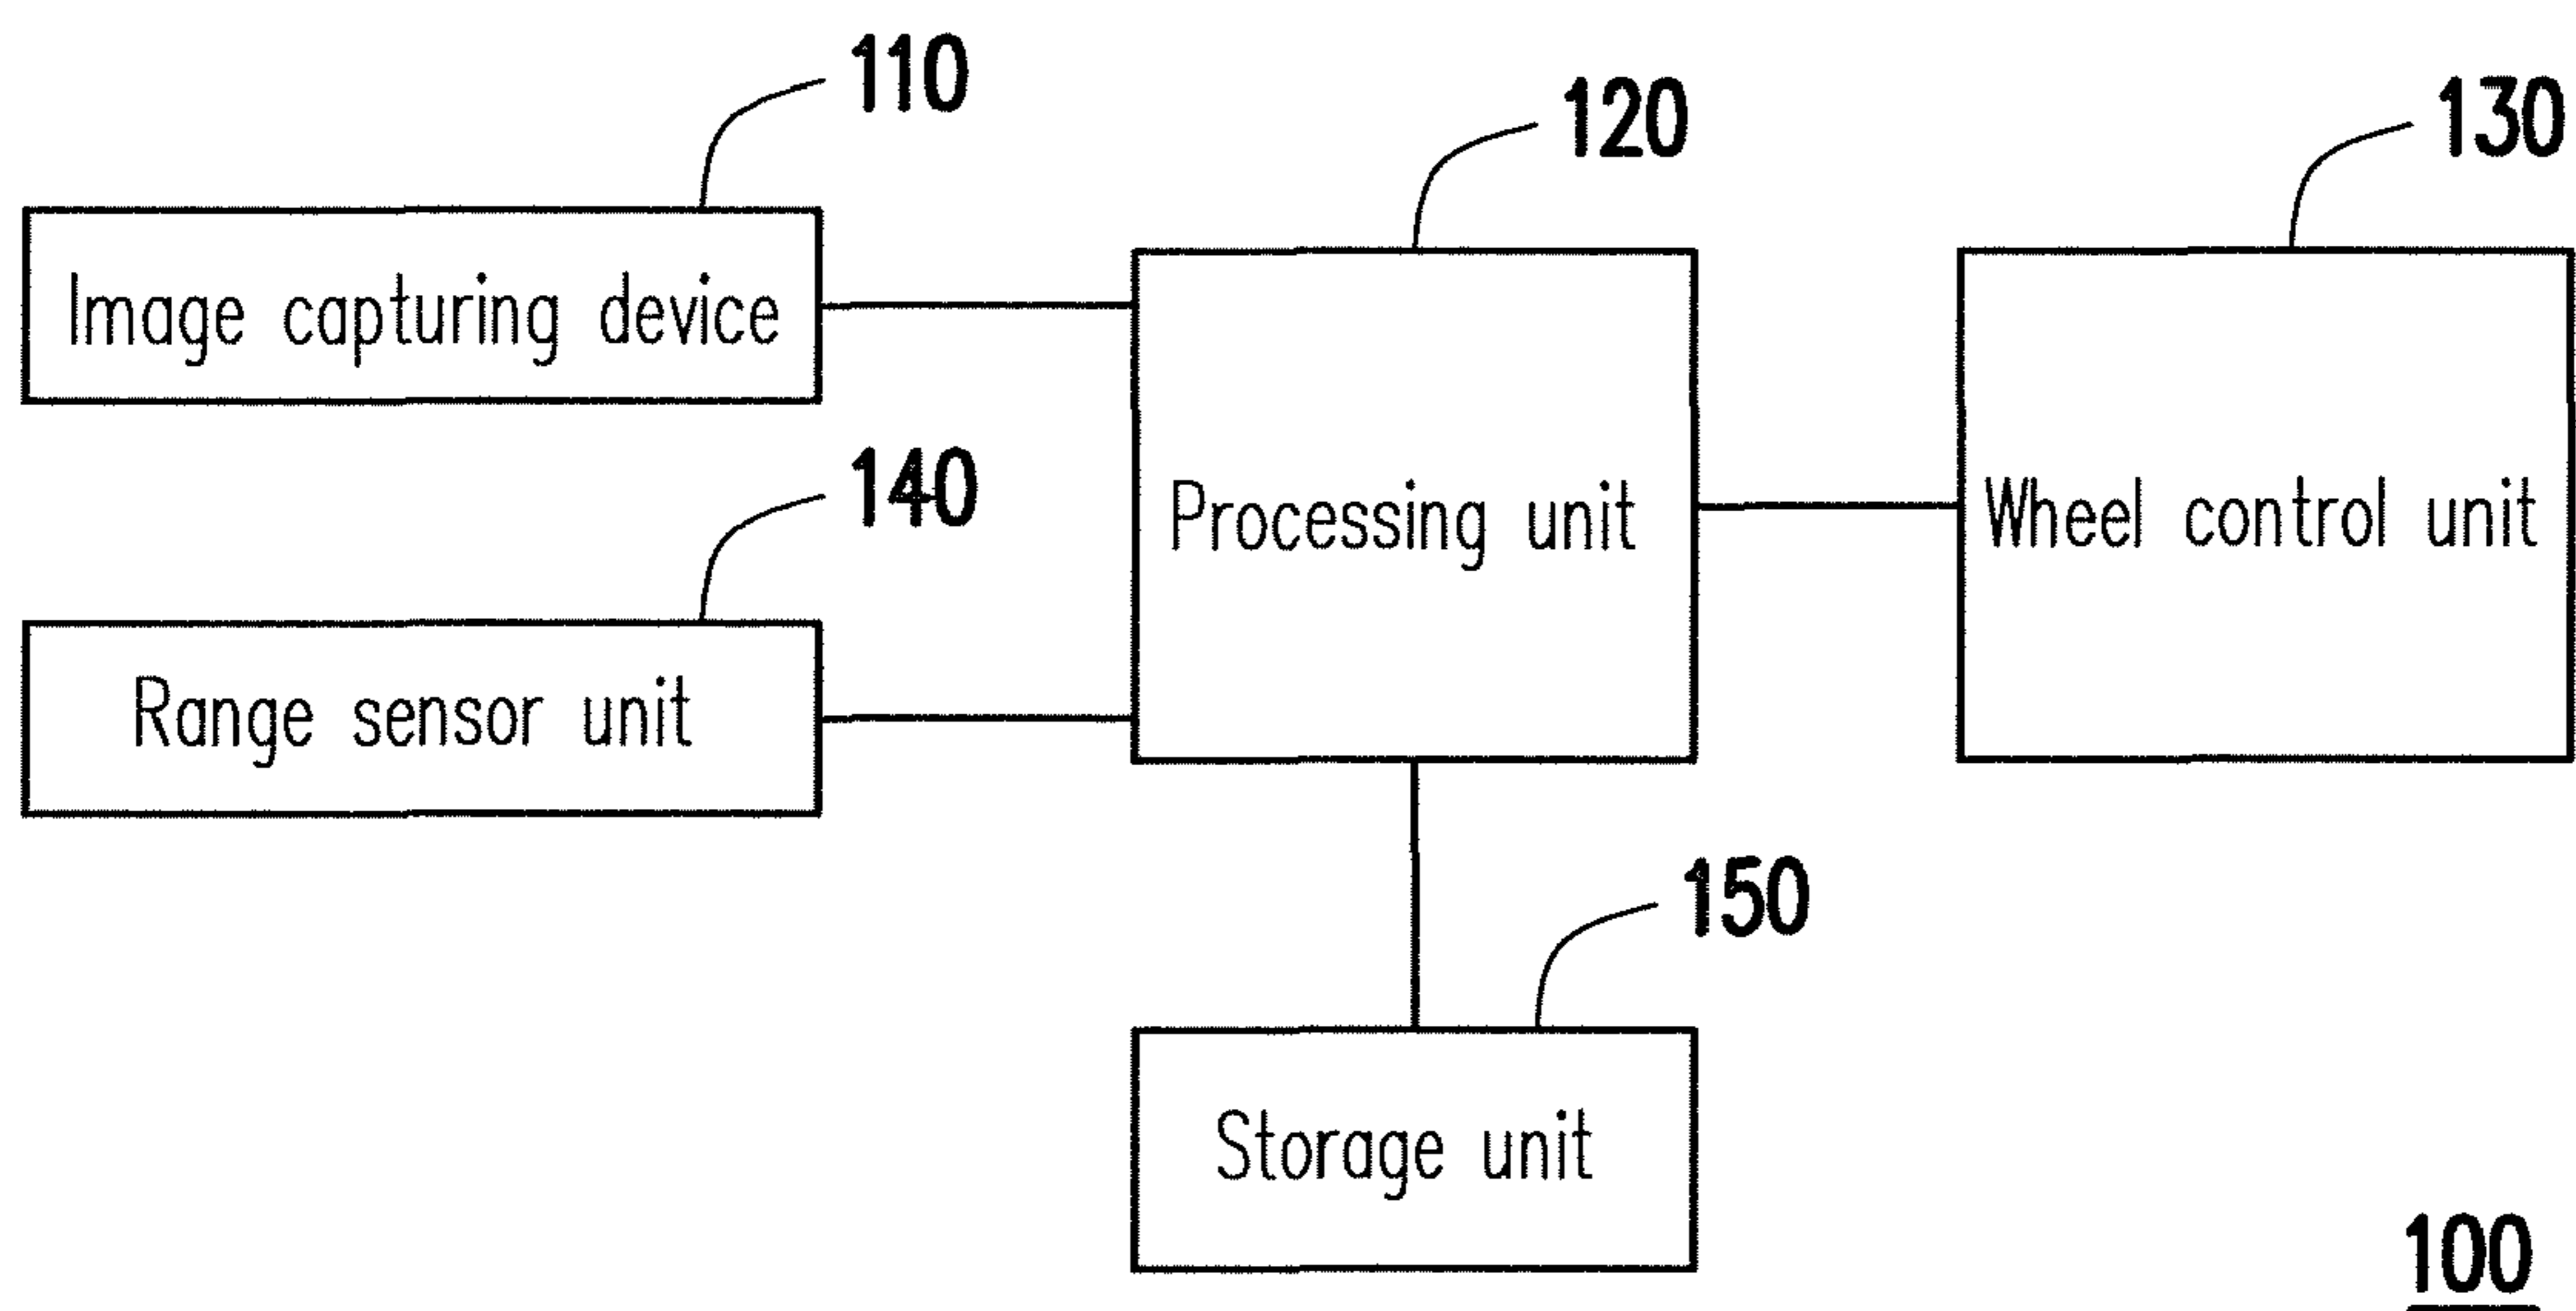 110
120
130
Image capturing device
140
Processing unit
Wheel control unit
Range sensor unit
150
Storage unit
100